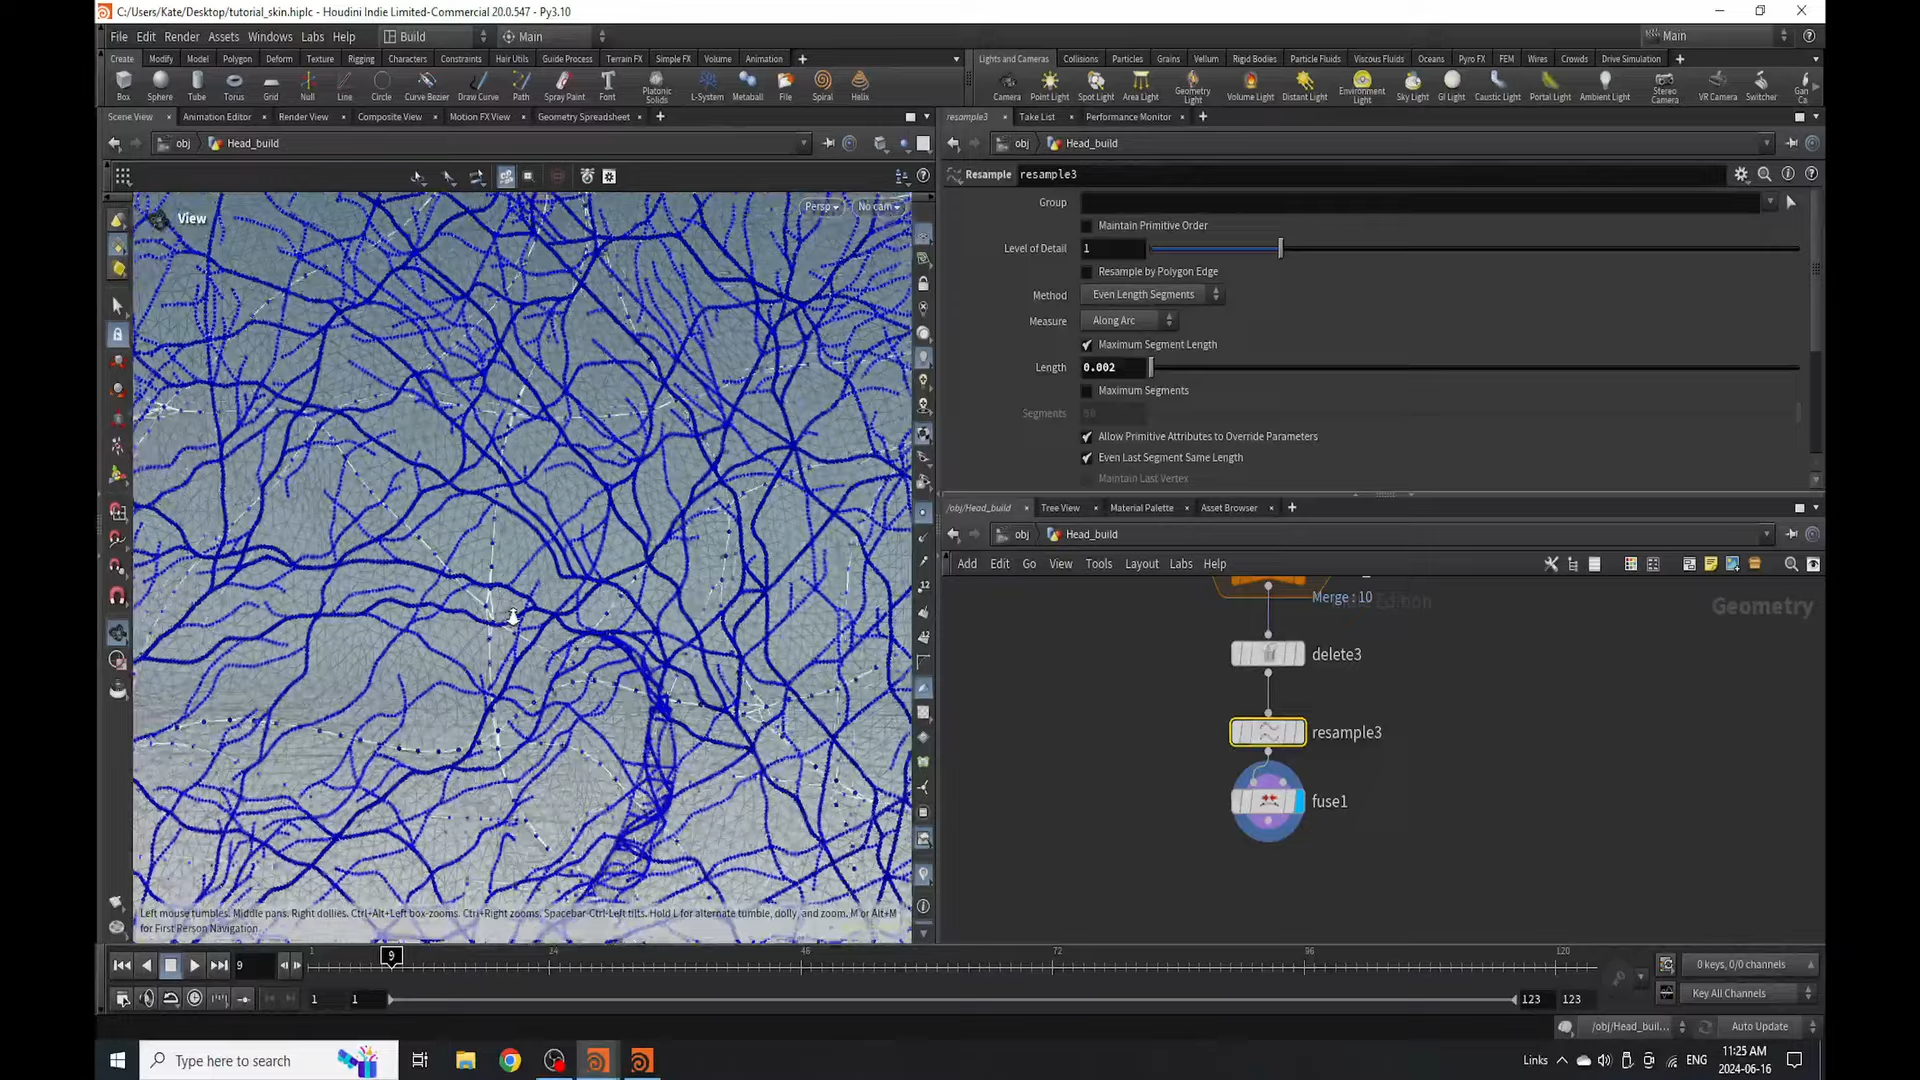 C:/Users/Kate/Desktop/tutorial_skin.hiplc - Houdini Indie Limited-Commercial 20.0.547 - Py3.10
File Edit Render Assets Windows Labs Help Build Main Main
Create Modify Model Polygon Deform Texture Rigging Characters Constraints Hair Utils Guide Process Terrain FX Simple FX Volume Animation
Lights and Cameras Collisions Particles Grains Vellum Rigid Bodies Particle Fluids Viscous Fluids Oceans Pyro FX FEM Wires Crowds Drive Simulation
Box Sphere Tube Torus Grid Null Line Circle Curve Bezier Draw Curve Path Spray Paint Font Platonic Solids L-System Metaball File Spiral Helix
Camera Point Light Spot Light Area Light Geometry Light Volume Light Distant Light Environment Light Sky Light GI Light Caustic Light Portal Light Ambient Light Stereo Camera VR Camera Switcher
Scene View Animation Editor Render View Composite View Motion FX View Geometry Spreadsheet
resample3 Take List Performance Monitor
obj Head_build
obj Head_build
View
Persp No cam
Resample resample3
Group
Maintain Primitive Order
Level of Detail 1
Resample by Polygon Edge
Method Even Length Segments
Measure Along Arc
Maximum Segment Length
Length 0.002
Maximum Segments
Segments 50
Allow Primitive Attributes to Override Parameters
Even Last Segment Same Length
Maintain Last Vertex
/obj/Head_build Tree View Material Palette Asset Browser
obj Head_build
Add Edit Go View Tools Layout Labs Help
Merge : 10
Geometry
delete3
resample3
fuse1
Left mouse tumbles. Middle pans. Right dollies. Ctrl+Alt+Left box-zooms. Ctrl+Right zooms. Spacebar-Ctrl-Left tilts. Hold L for alternate tumble, dolly, and zoom. M or Alt+M
for First Person Navigation.
9 1 9 24 48 72 96 120
0 keys, 0/0 channels
1 1 123 123
Key All Channels
/obj/Head_buil... Auto Update
Type here to search
Links ENG 11:25 AM
2024-06-16